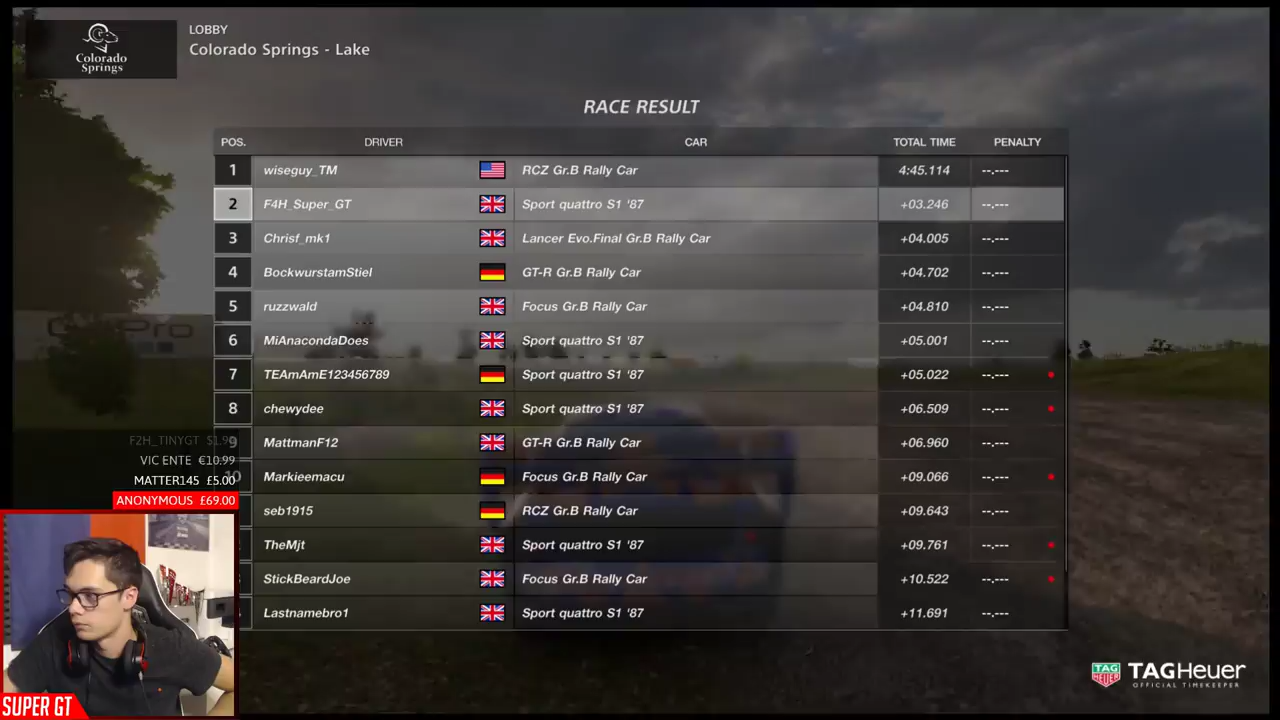 Colorado
Springs
LOBBY
Colorado Springs - Lake
RACE RESULT
POS. DRIVER CAR TOTAL TIME PENALTY
1 wiseguy_TM RCZ Gr.B Rally Car 4:45.114 --.---
2 F4H_Super_GT Sport quattro S1 '87 +03.246 --.---
3 Chrisf_mk1 Lancer Evo.Final Gr.B Rally Car +04.005 --.---
4 BockwurstamStiel GT-R Gr.B Rally Car +04.702 --.---
5 ruzzwald Focus Gr.B Rally Car +04.810 --.---
6 MiAnacondaDoes Sport quattro S1 '87 +05.001 --.---
7 TEAmAmE123456789 Sport quattro S1 '87 +05.022 --.---
8 chewydee Sport quattro S1 '87 +06.509 --.---
9 MattmanF12 GT-R Gr.B Rally Car +06.960 --.---
10 Markieemacu Focus Gr.B Rally Car +09.066 --.---
seb1915 RCZ Gr.B Rally Car +09.643 --.---
TheMjt Sport quattro S1 '87 +09.761 --.---
StickBeardJoe Focus Gr.B Rally Car +10.522 --.---
Lastnamebro1 Sport quattro S1 '87 +11.691 --.---
GoPro
F2H_TINYGT $1.99
VIC ENTE €10.99
MATTER145 £5.00
ANONYMOUS £69.00
SUPER GT
TAG HEUER
TAGHeuer
OFFICIAL TIMEKEEPER